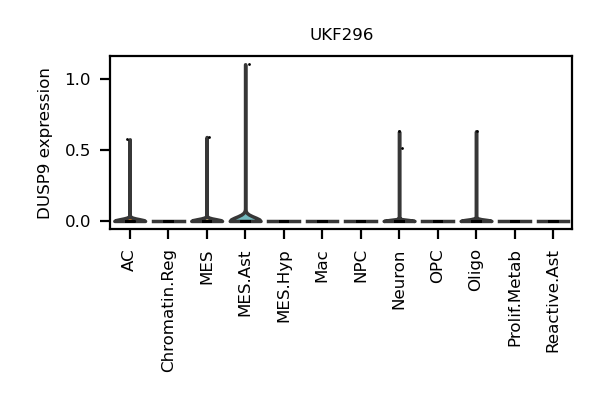 UKF296
DUSP9 expression
1.0
0.5
0.0
AC
Chromatin.Reg
MES
MES.Ast
MES.Hyp
Mac
NPC
Neuron
OPC
Oligo
Prolif.Metab
Reactive.Ast